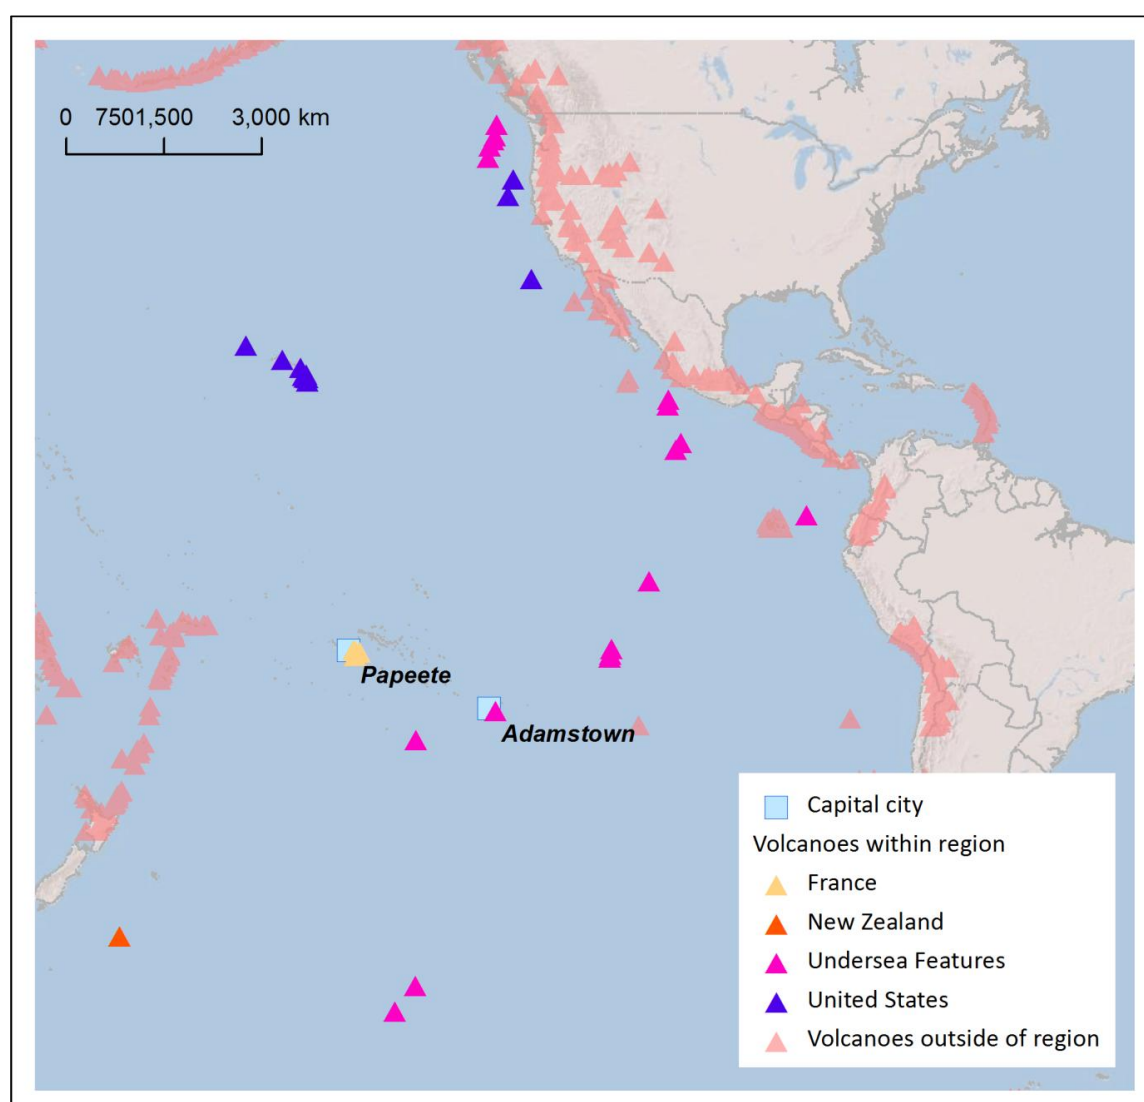 0 7501,500 3,000 km
Papeete
Adamstown
Capital city
Volcanoes within region
France
New Zealand
Undersea Features
United States
Volcanoes outside of region